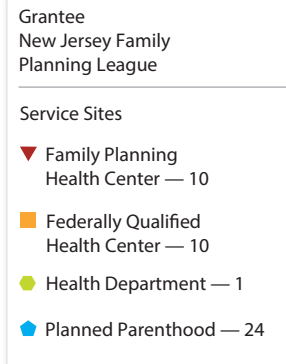 Grantee
New Jersey Family
Planning League
Service Sites
Family Planning
Health Center — 10
Federally Qualified
Health Center — 10
Health Department — 1
Planned Parenthood — 24